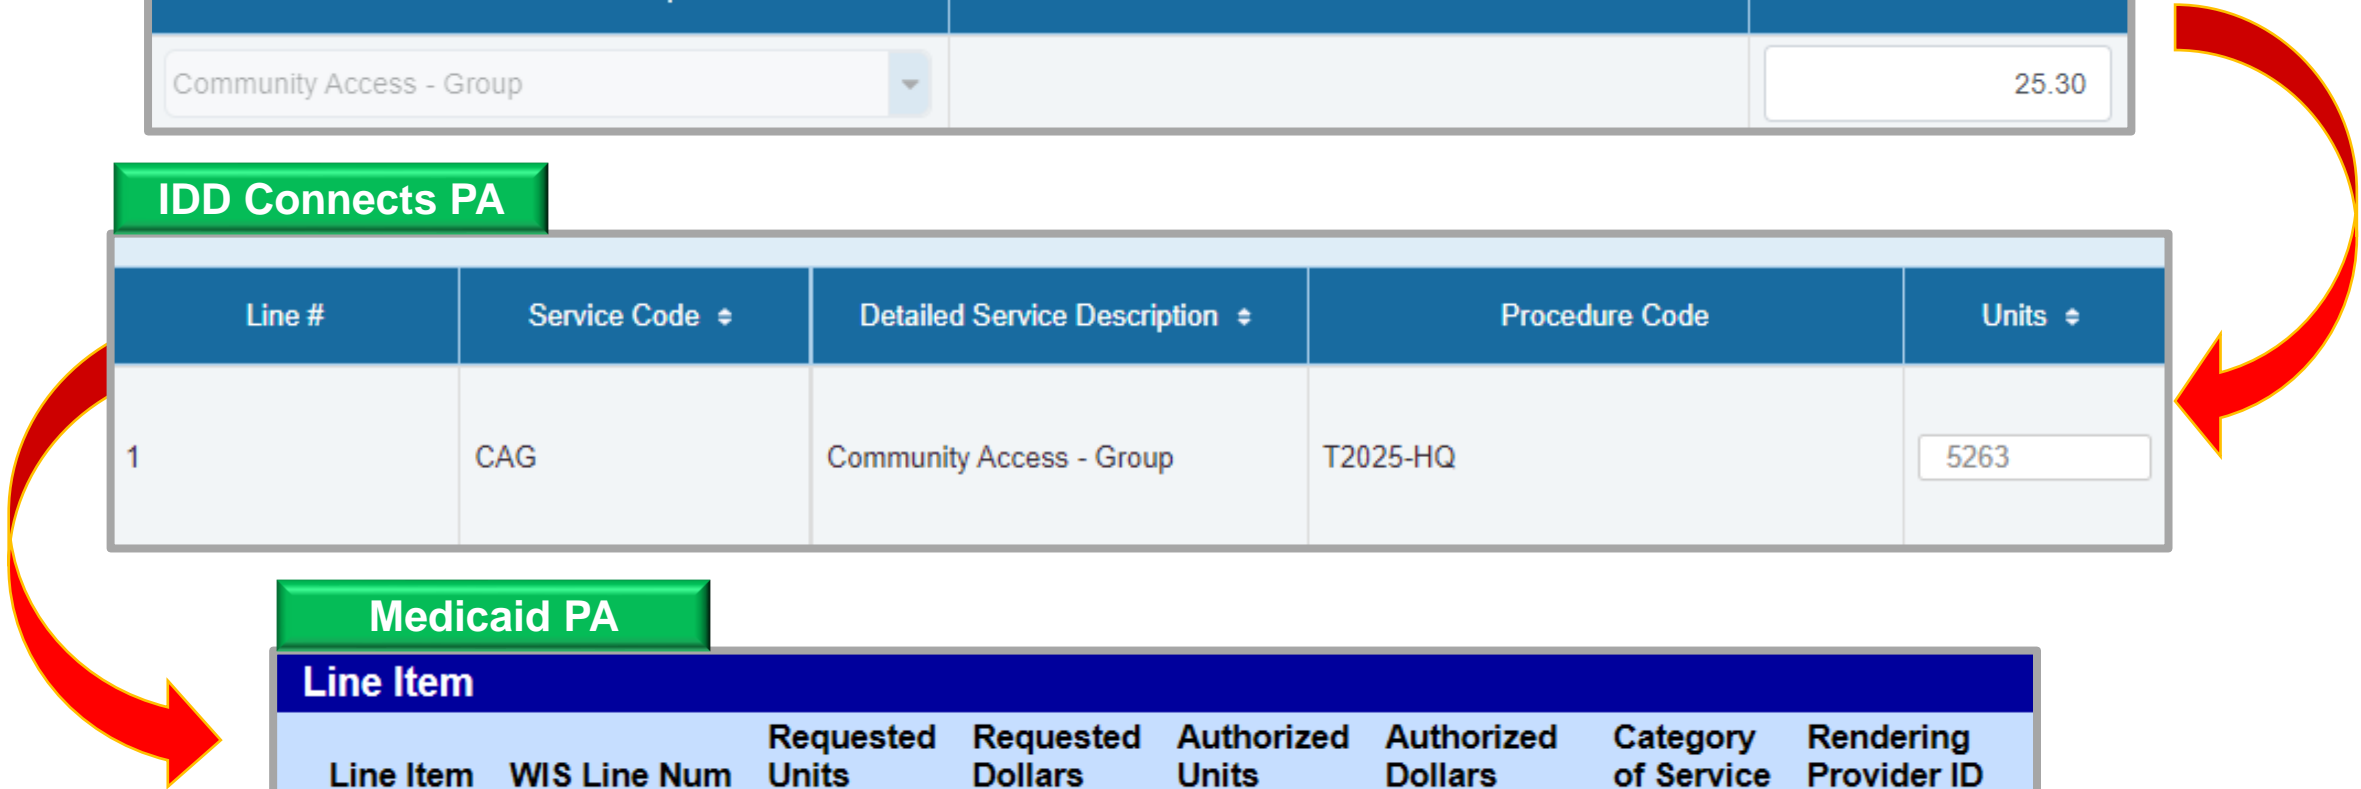 Community Access - Group 25.30
IDD Connects PA
Line # Service Code Detailed Service Description Procedure Code Units
1 CAG Community Access - Group T2025-HQ 5263
Medicaid PA
Line Item
Requested Requested Authorized Authorized Category Rendering
Line Item WIS Line Num Units Dollars Units Dollars of Service Provider ID